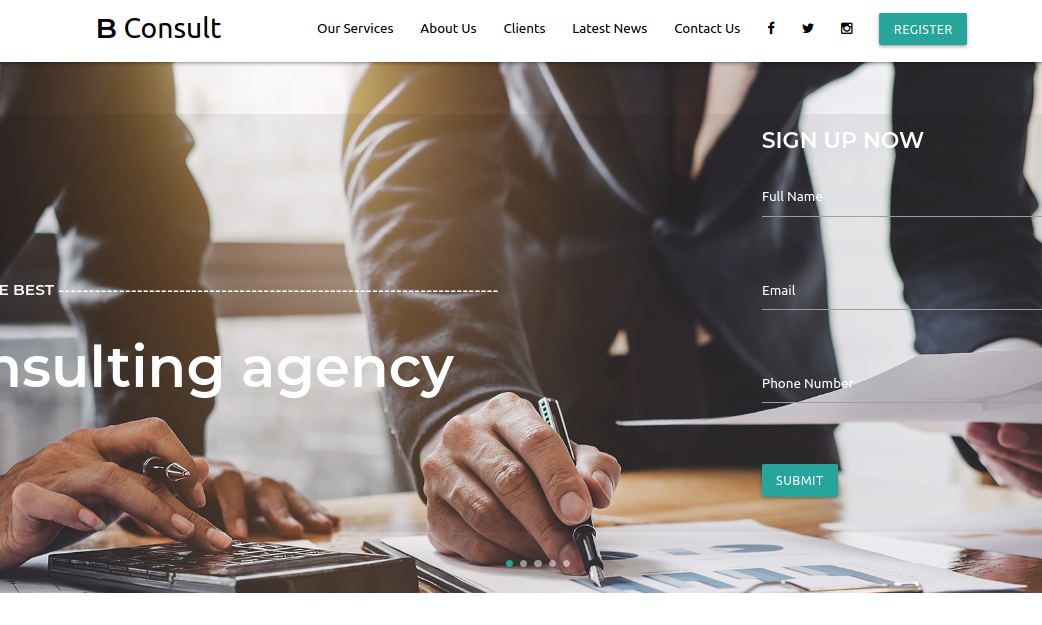 B Consult
Our Services About Us Clients Latest News Contact Us REGISTER
SIGN UP NOW
Full Name
Email
E BEST ---------------------------------------------------------------------------
nsulting agency
Phone Number
SUBMIT